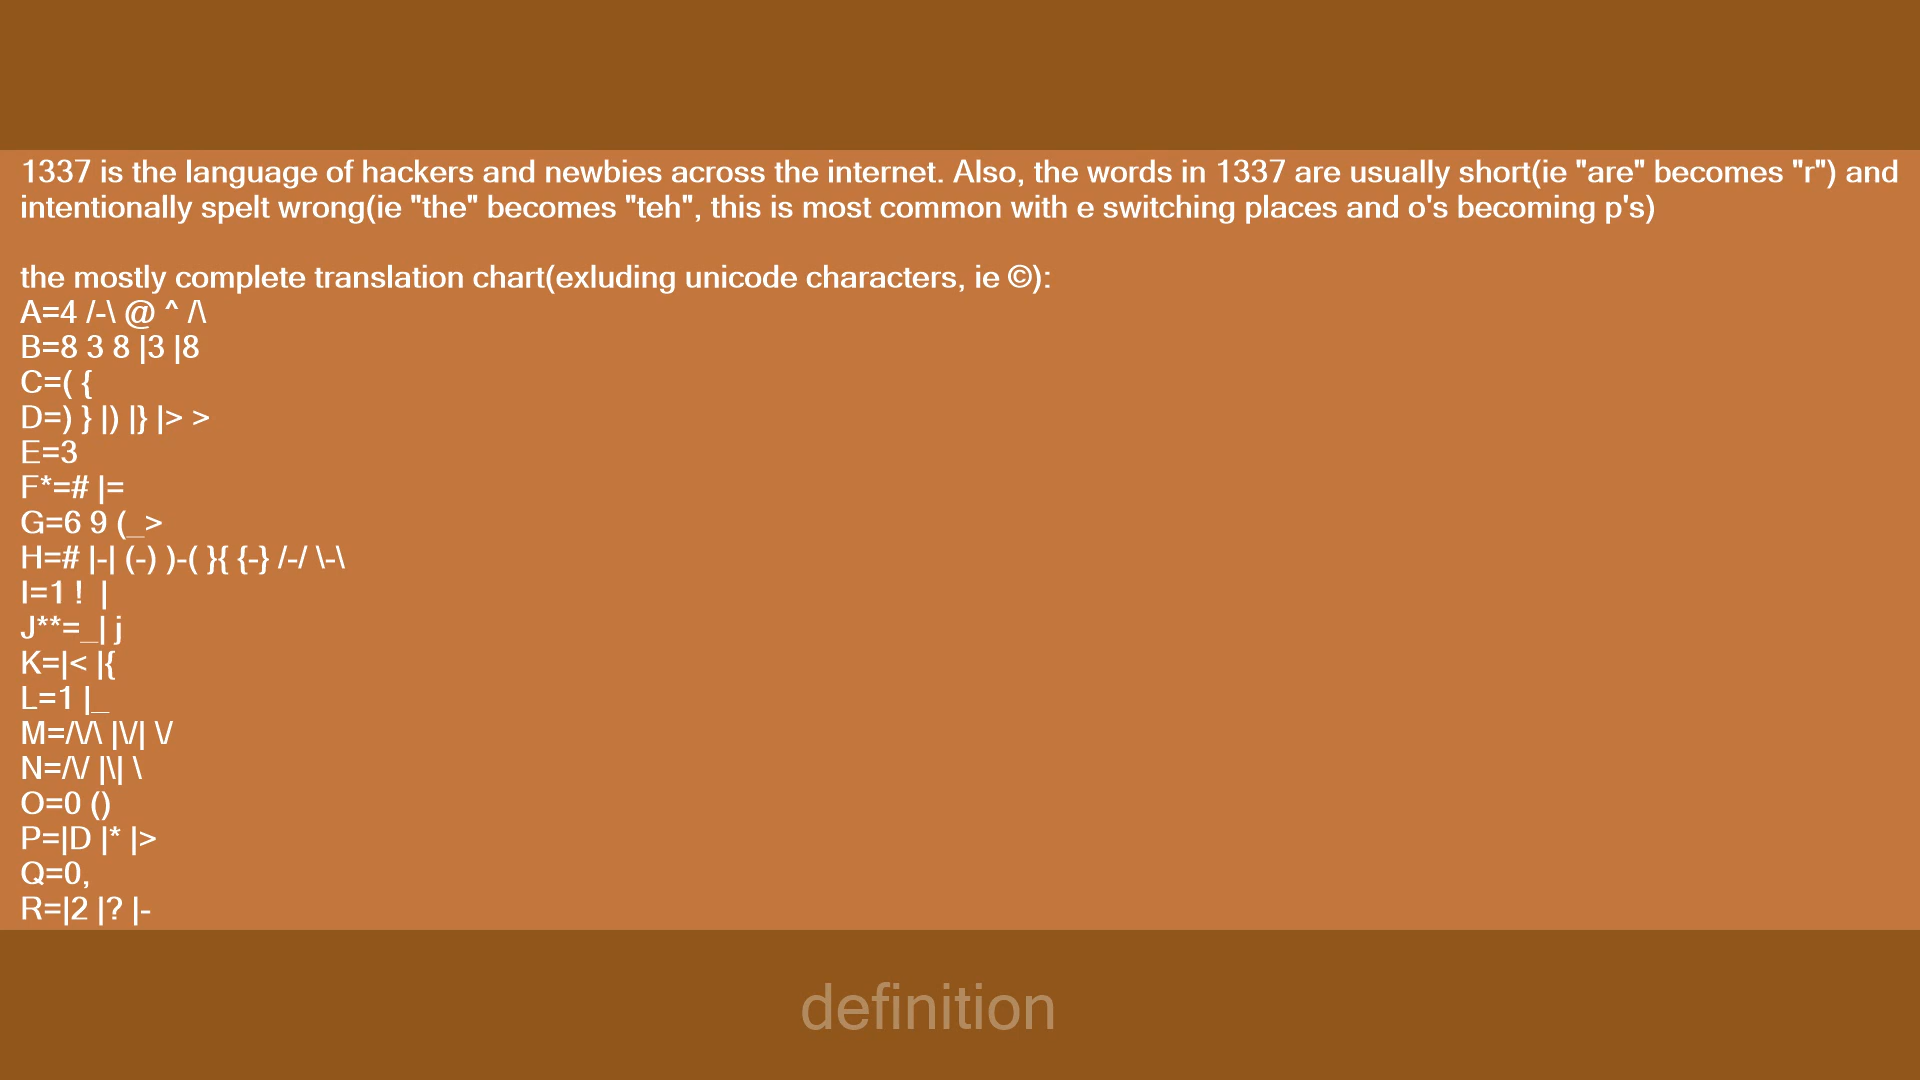 1337 is the language of hackers and newbies across the internet. Also, the words in 1337 are usually short(ie "are" becomes "r") and
intentionally spelt wrong(ie "the" becomes "teh", this is most common with e switching places and o's becoming p's)
the mostly complete translation chart(exluding unicode characters, ie ©):
A=4 /-\ @ ^ /\
B=8 3 8 |3 |8
C=( {
D=) } |) |} |> >
E=3
F*=# |=
G=6 9 (_>
H=# |-| (-) )-( }{ {-} /-/ \-\
I=1 !  |
J**=_| j
K=|< |{
L=1 |_
M=/\/\ |\/| \/
N=/\/ |\| \
O=0 ()
P=|D |* |>
Q=0,
R=|2 |? |-
definition